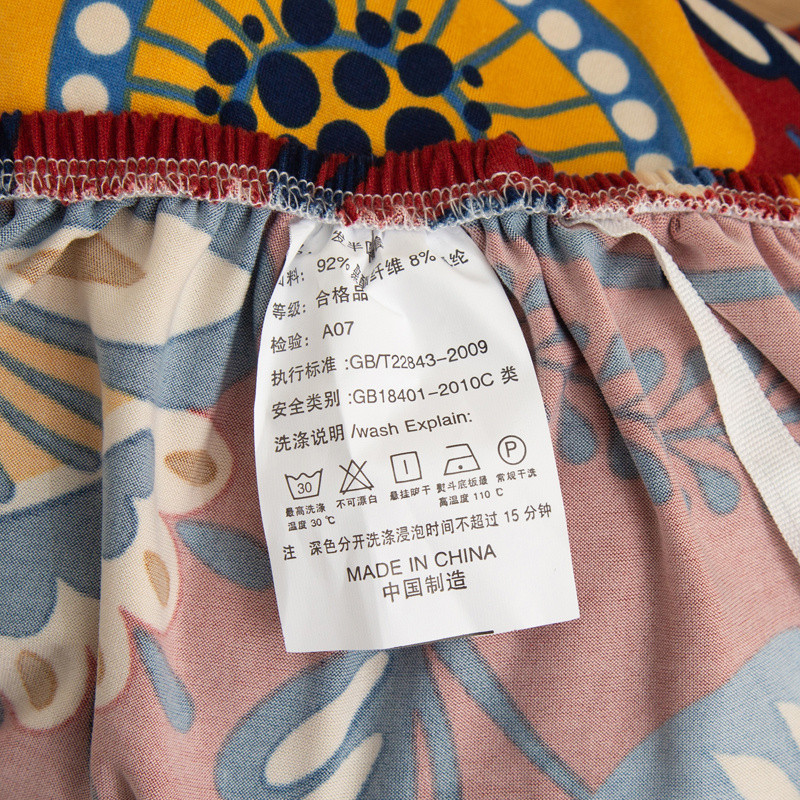 92% 纤维 8%
等级: 合格品
检验: A07
执行标准 :GB/T22843-2009
安全类别 :GB18401-2010C 类
洗涤说明 /wash Explain:
30 P
最高洗涤 不可漂白 悬挂晾干 熨斗底板最 常规干洗
温度 30℃ 高温度 110℃
注 深色分开洗涤浸泡时间不超过 15 分钟
MADE IN CHINA
中国制造